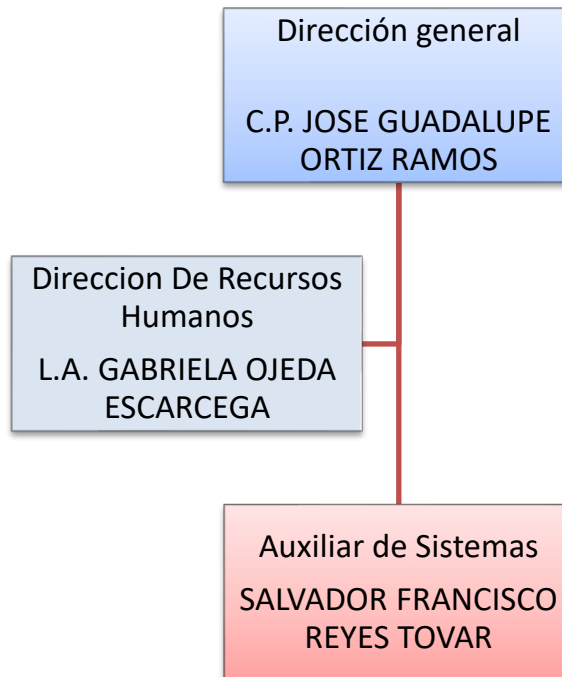 Dirección general
C.P. JOSE GUADALUPE
ORTIZ RAMOS
Direccion De Recursos
Humanos
L.A. GABRIELA OJEDA
ESCARCEGA
Auxiliar de Sistemas
SALVADOR FRANCISCO
REYES TOVAR